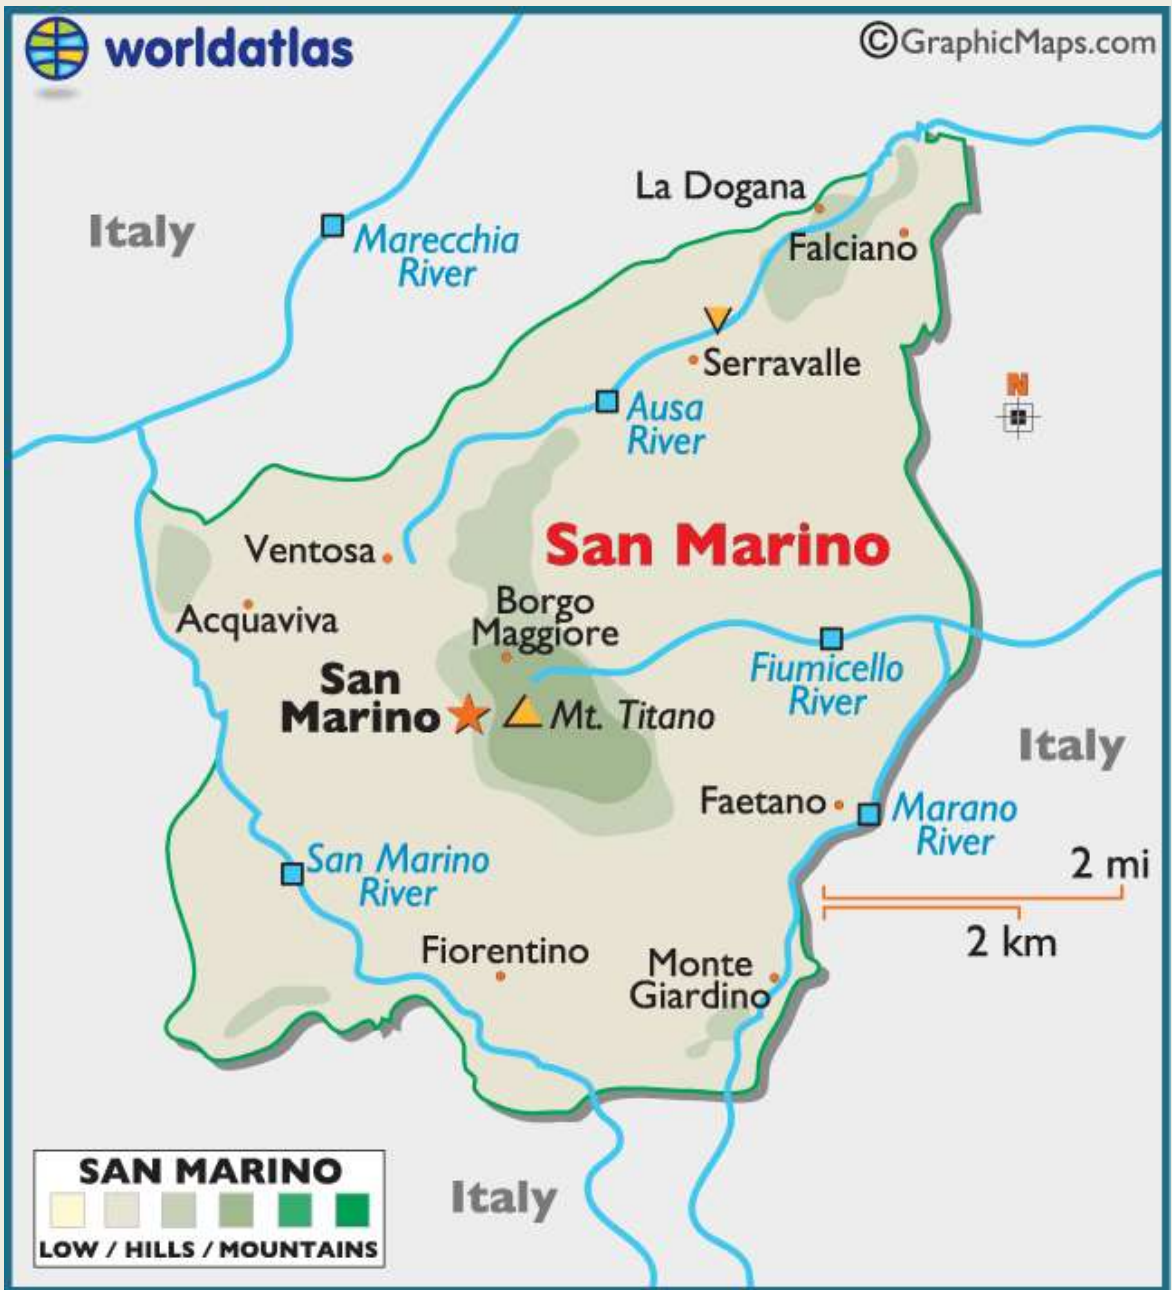 worldatlas
©GraphicMaps.com
La Dogana
Italy
Marecchia
River
Falciano
Serravalle
N
Ausa
River
San Marino
Ventosa
Borgo
Maggiore
Acquaviva
San
Marino
Mt. Titano
Fiumicello
River
Italy
Faetano
Marano
River
San Marino
River
2 mi
2 km
Fiorentino
Monte
Giardino
SAN MARINO
LOW / HILLS / MOUNTAINS
Italy